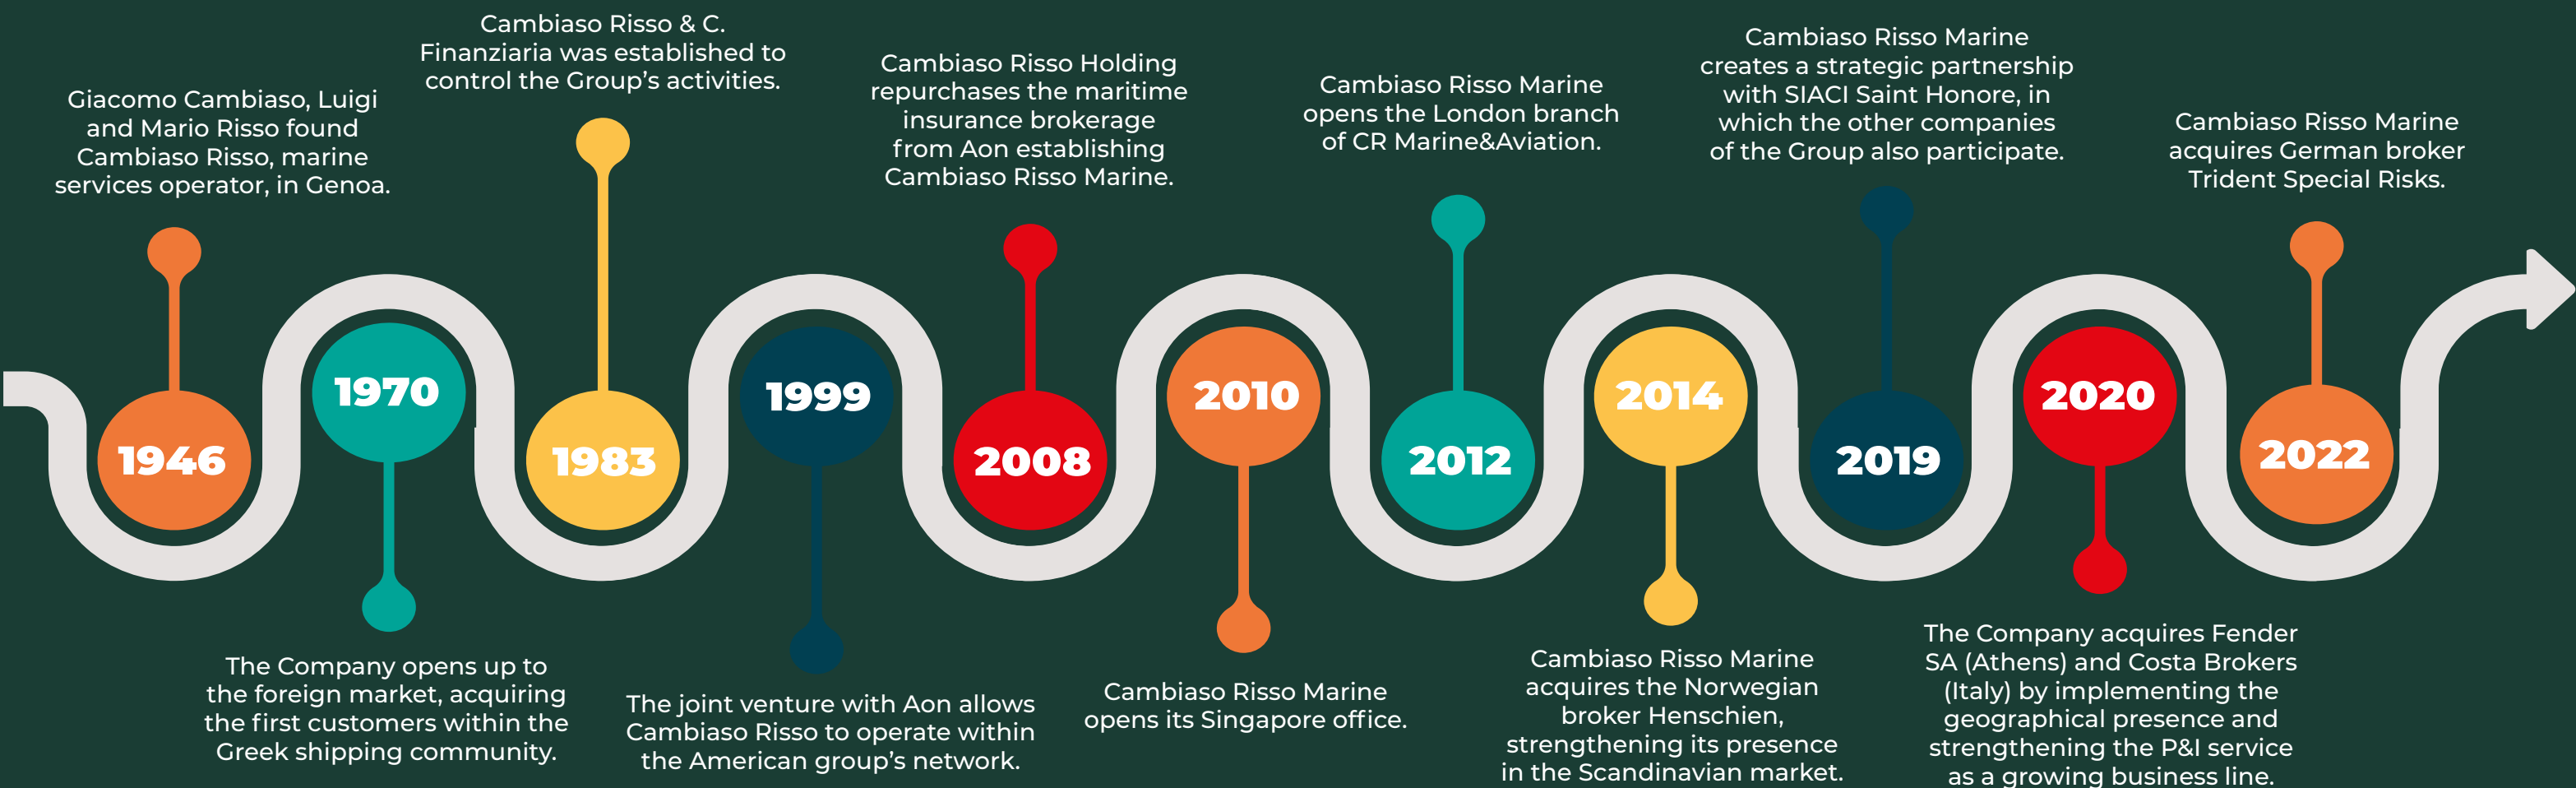 Giacomo Cambiaso, Luigi
and Mario Risso found
Cambiaso Risso, marine
services operator, in Genoa.
1946
1970
The Company opens up to
the foreign market, acquiring
the first customers within the
Greek shipping community.
Cambiaso Risso & C.
Finanziaria was established to
control the Group’s activities.
1983
1999
The joint venture with Aon allows
Cambiaso Risso to operate within
the American group’s network.
Cambiaso Risso Holding
repurchases the maritime
insurance brokerage
from Aon establishing
Cambiaso Risso Marine.
2008
2010
Cambiaso Risso Marine
opens its Singapore office.
Cambiaso Risso Marine
opens the London branch
of CR Marine&Aviation.
2012
2014
Cambiaso Risso Marine
acquires the Norwegian
broker Henschien,
strengthening its presence
in the Scandinavian market.
Cambiaso Risso Marine
creates a strategic partnership
with SIACI Saint Honore, in
which the other companies
of the Group also participate.
2019
2020
The Company acquires Fender
SA (Athens) and Costa Brokers
(Italy) by implementing the
geographical presence and
strengthening the P&I service
as a growing business line.
Cambiaso Risso Marine
acquires German broker
Trident Special Risks.
2022